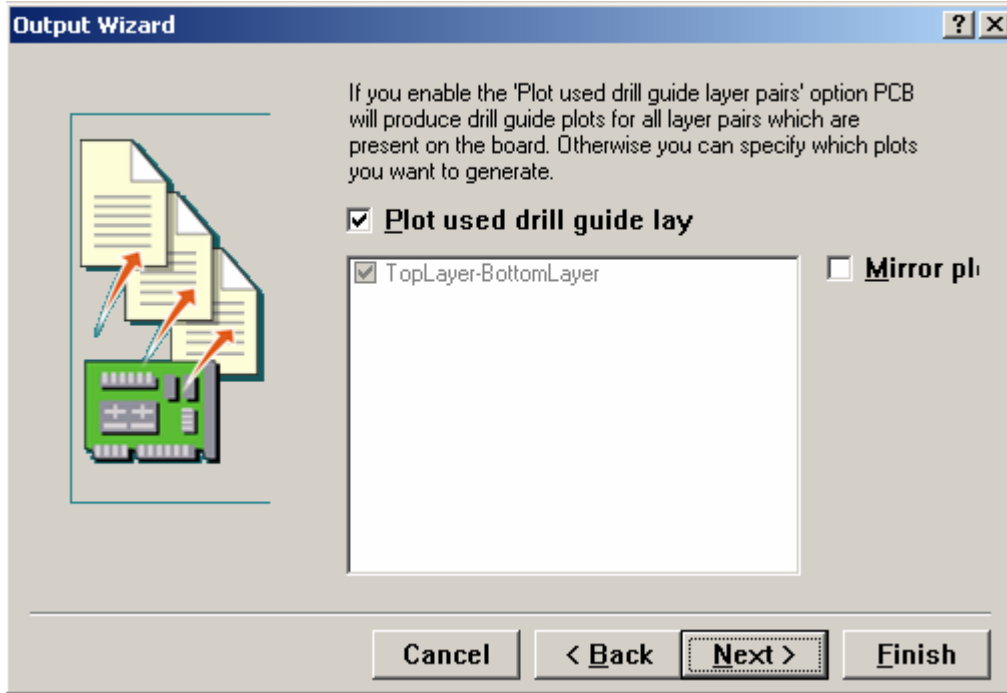 Output Wizard
If you enable the 'Plot used drill guide layer pairs' option PCB
will produce drill guide plots for all layer pairs which are
present on the board. Otherwise you can specify which plots
you want to generate.
Plot used drill guide lay
TopLayer-BottomLayer
Mirror pl
Cancel
< Back
Next >
Finish